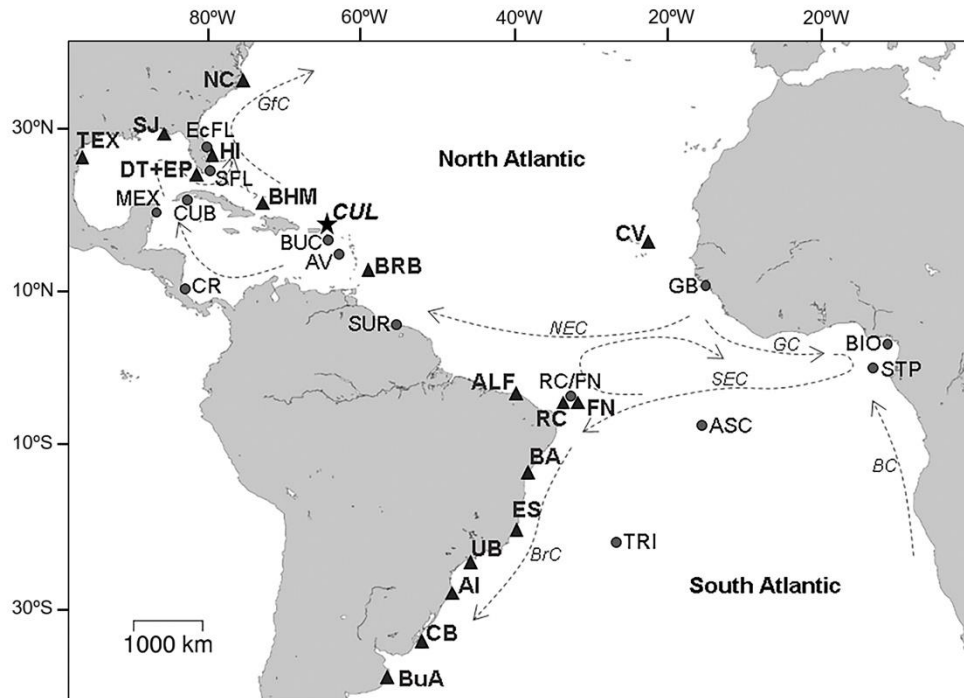 80ºW
60ºW
40ºW
20ºW
20ºW
NC
GfC
30ºN
SJ
EcFL
TEX
HI
North Atlantic
DT+EP
SFL
MEX
CUB
BHM
CUL
BUC
CV
AV
BRB
10ºN
CR
GB
SUR
NEC
GC
BIO
STP
ALF
RC/FN
SEC
RC
FN
ASC
10ºS
BA
BC
ES
UB
BrC
TRI
AI
South Atlantic
30ºS
CB
1000 km
BuA